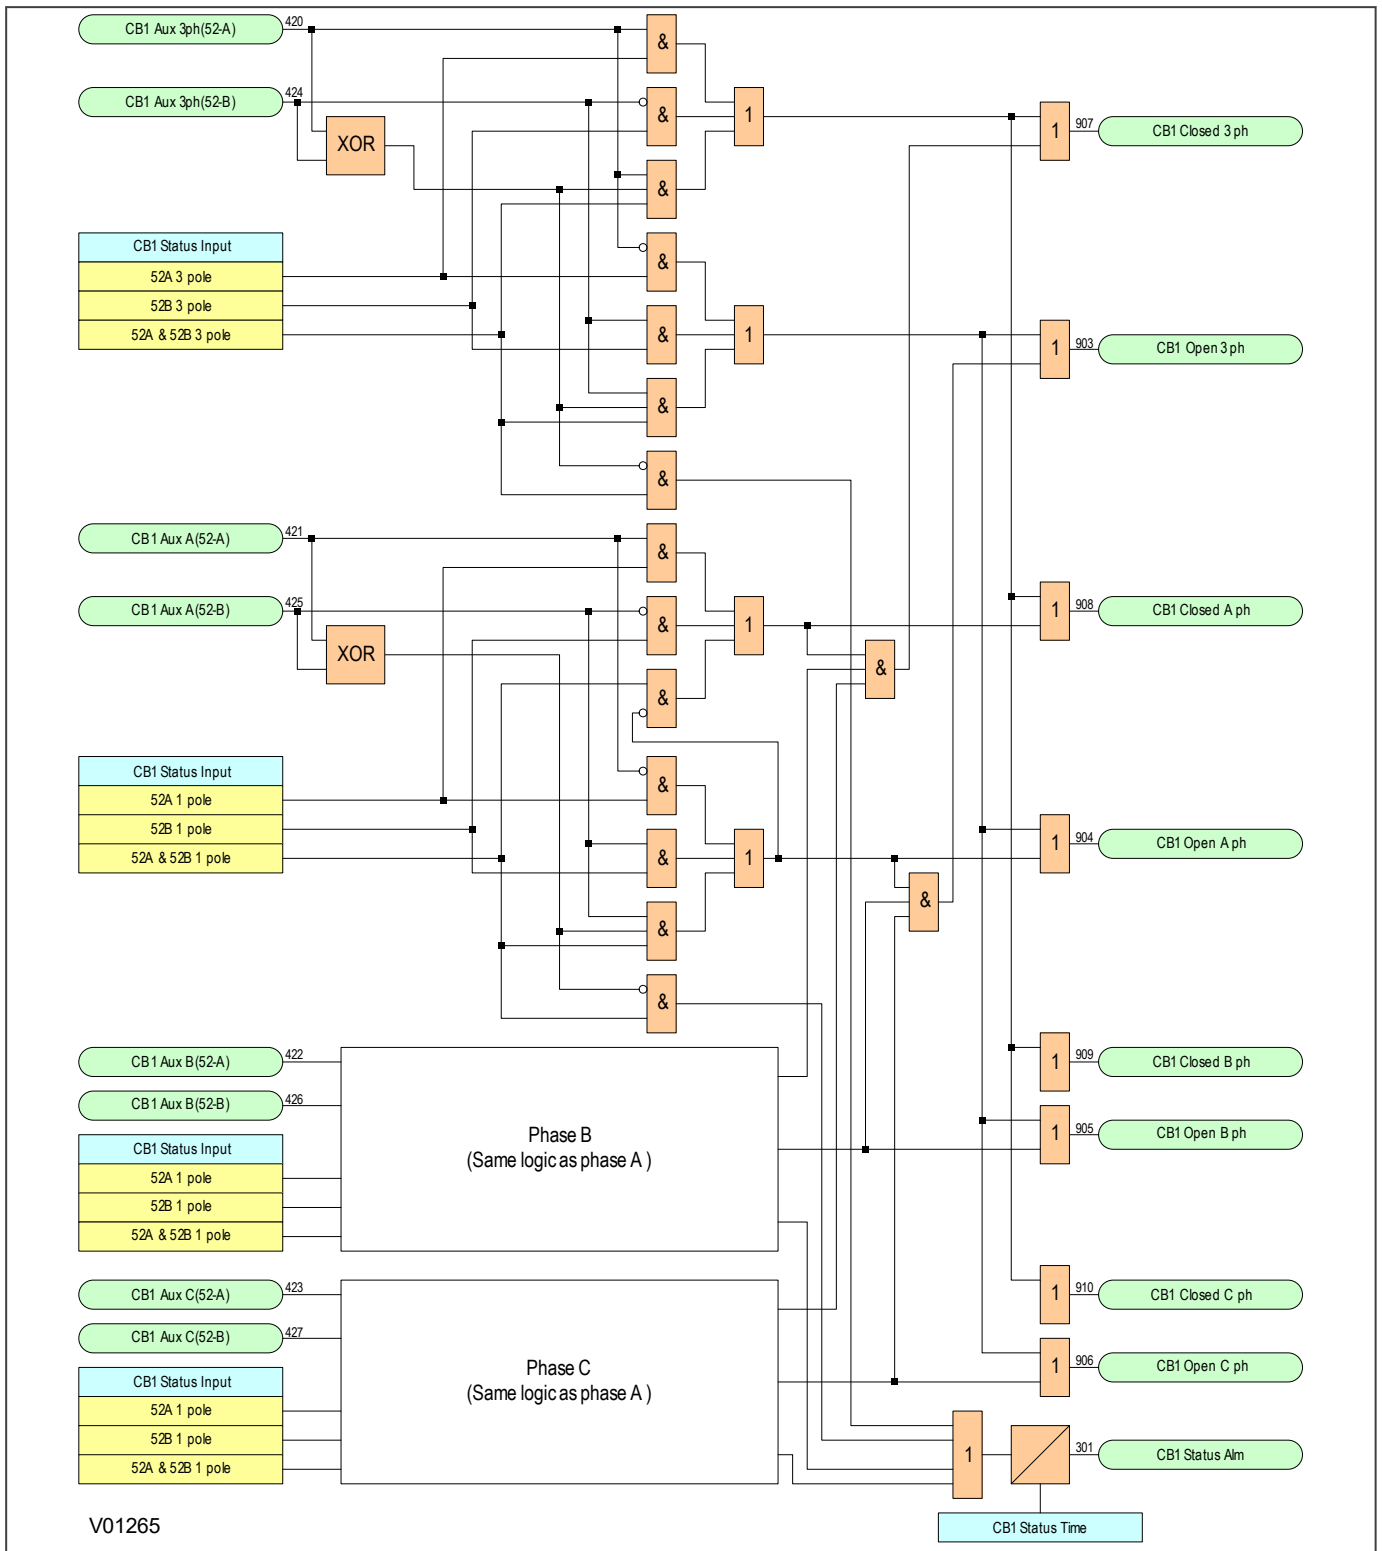 CB1 Aux 3ph(52-A)
420
&
CB1 Aux 3ph(52-B)
424
&
1
1
907
CB1 Closed 3 ph
XOR
&
CB1 Status Input
52A 3 pole
52B 3 pole
52A & 52B 3 pole
&
&
1
1
903
CB1 Open 3 ph
&
&
CB1 Aux A(52-A)
421
&
CB1 Aux A(52-B)
425
&
1
1
908
CB1 Closed A ph
XOR
&
&
CB1 Status Input
52A 1 pole
52B 1 pole
52A & 52B 1 pole
&
&
1
1
904
CB1 Open A ph
&
&
&
CB1 Aux B(52-A)
422
CB1 Aux B(52-B)
426
CB1 Status Input
52A 1 pole
52B 1 pole
52A & 52B 1 pole
Phase B
(Same logic as phase A )
1
909
CB1 Closed B ph
1
905
CB1 Open B ph
CB1 Aux C(52-A)
423
CB1 Aux C(52-B)
427
CB1 Status Input
52A 1 pole
52B 1 pole
52A & 52B 1 pole
Phase C
(Same logic as phase A )
1
910
CB1 Closed C ph
1
906
CB1 Open C ph
1
301
CB1 Status Alm
CB1 Status Time
V01265